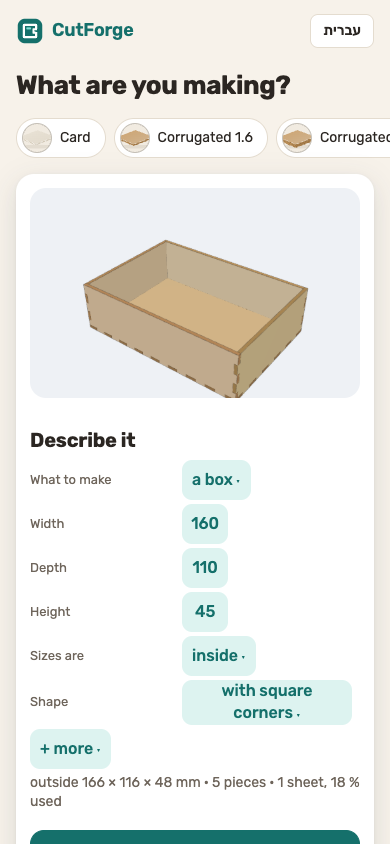 CutForge
עברית
What are you making?
Card
Corrugated 1.6
Corrugated
Describe it
What to make
a box
Width
160
Depth
110
Height
45
Sizes are
inside
Shape
with square
corners
+ more
outside 166 × 116 × 48 mm • 5 pieces • 1 sheet, 18 %
used